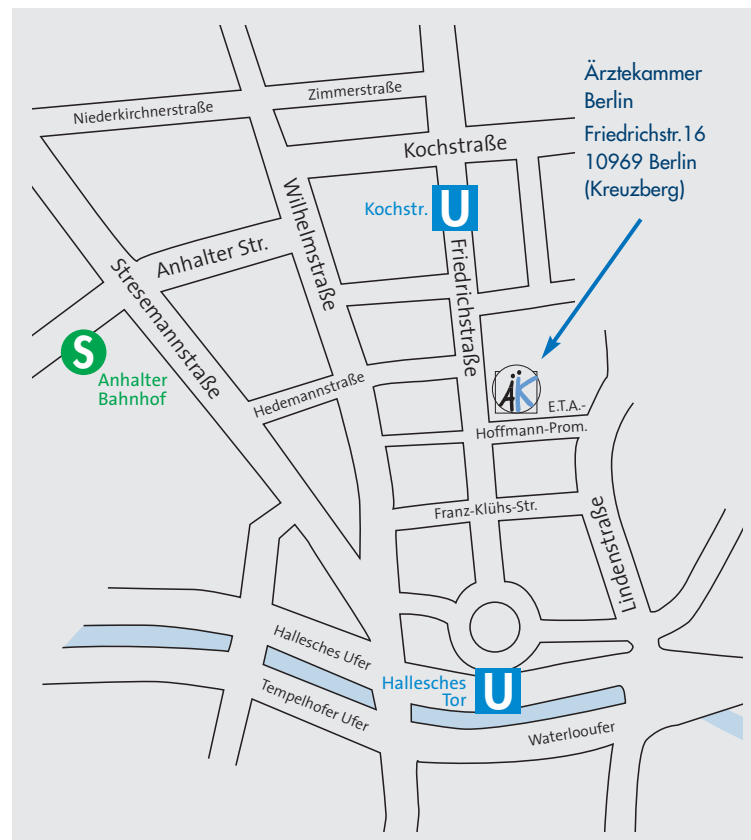 Ärztekammer
Berlin
Friedrichstr.16
10969 Berlin
(Kreuzberg)
Niederkirchnerstraße
Zimmerstraße
Kochstraße
Kochstr.
U
Wilhelmstraße
Anhalter Str.
Friedrichstraße
Stresemannstraße
S
Anhalter
Bahnhof
Hedemannstraße
ÄK
E.T.A.-
Hoffmann-Prom.
Franz-Klühs-Str.
Lindenstraße
Hallesches Ufer
Hallesches
Tor
U
Tempelhofer Ufer
Waterlooufer